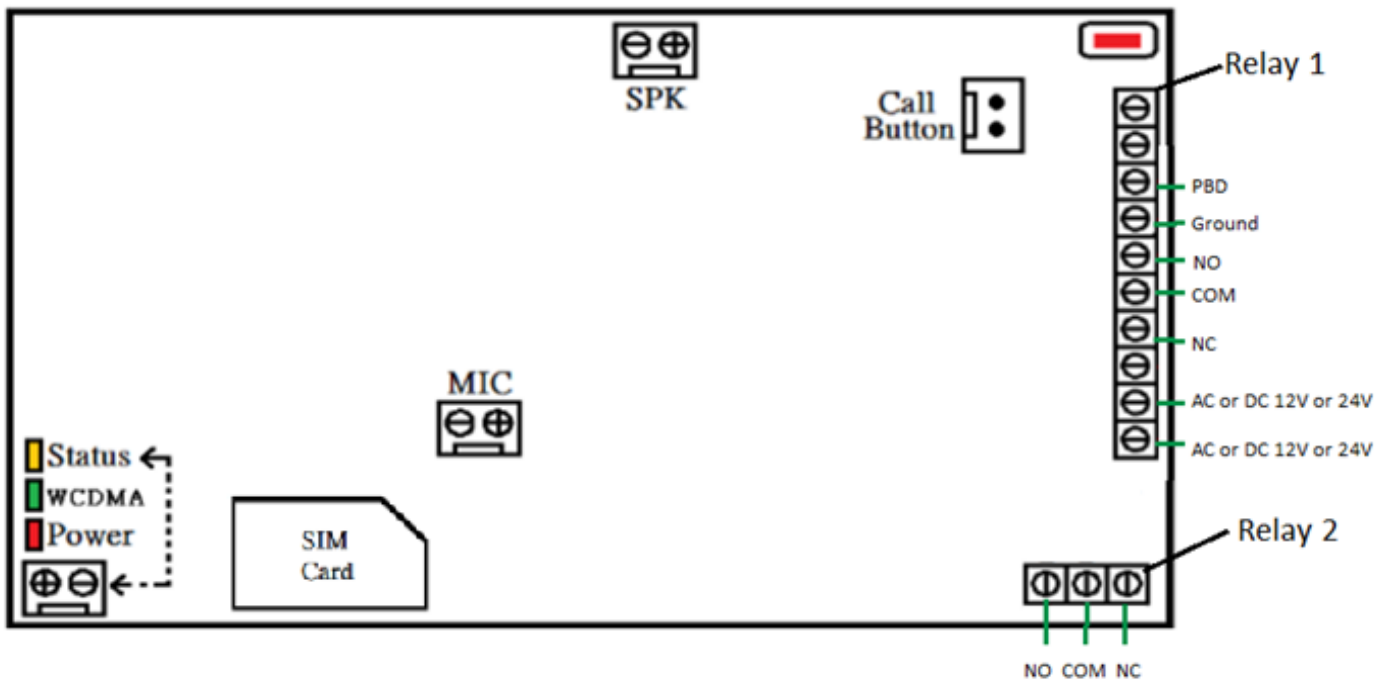 SPK
Call
Button
Relay 1
PBD
Ground
NO
COM
NC
AC or DC 12V or 24V
AC or DC 12V or 24V
MIC
Status
WCDMA
Power
SIM
Card
Relay 2
NO COM NC